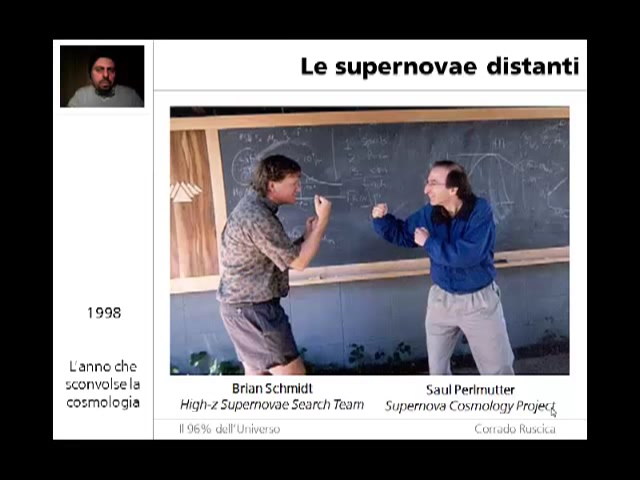 Le supernovae distanti
1998
L'anno che
sconvolse la
cosmologia
Brian Schmidt
High-z Supernovae Search Team
Saul Perlmutter
Supernova Cosmology Project
Il 96% dell'Universo
Corrado Ruscica